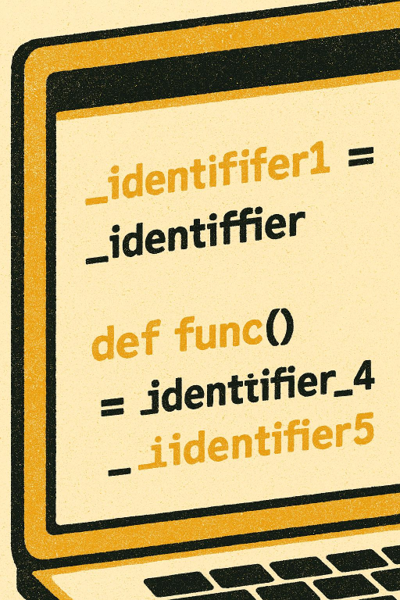 _identififer1 =
_identiffier
def func()
= _identtifier_4
_ _iidentifier5